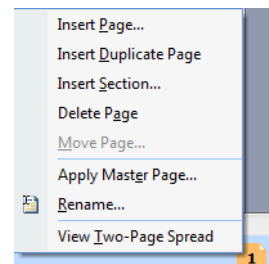 Insert Page...
Insert Duplicate Page
Insert Section...
Delete Page
Move Page...
Apply Master Page...
Rename...
View Two-Page Spread
1